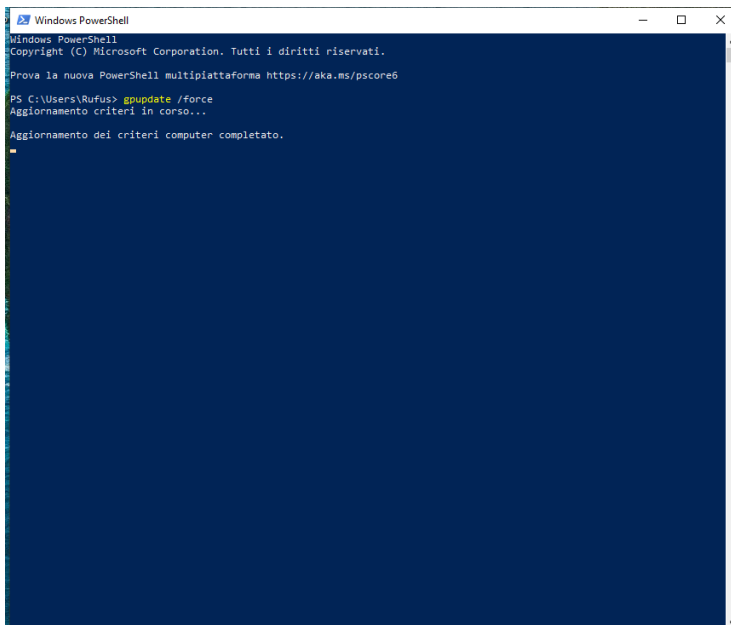 Windows PowerShell
Windows PowerShell
Copyright (C) Microsoft Corporation. Tutti i diritti riservati.
Prova la nuova PowerShell multipiattaforma https://aka.ms/pscore6
PS C:\Users\Rufus> gpupdate /force
Aggiornamento criteri in corso...
Aggiornamento dei criteri computer completato.